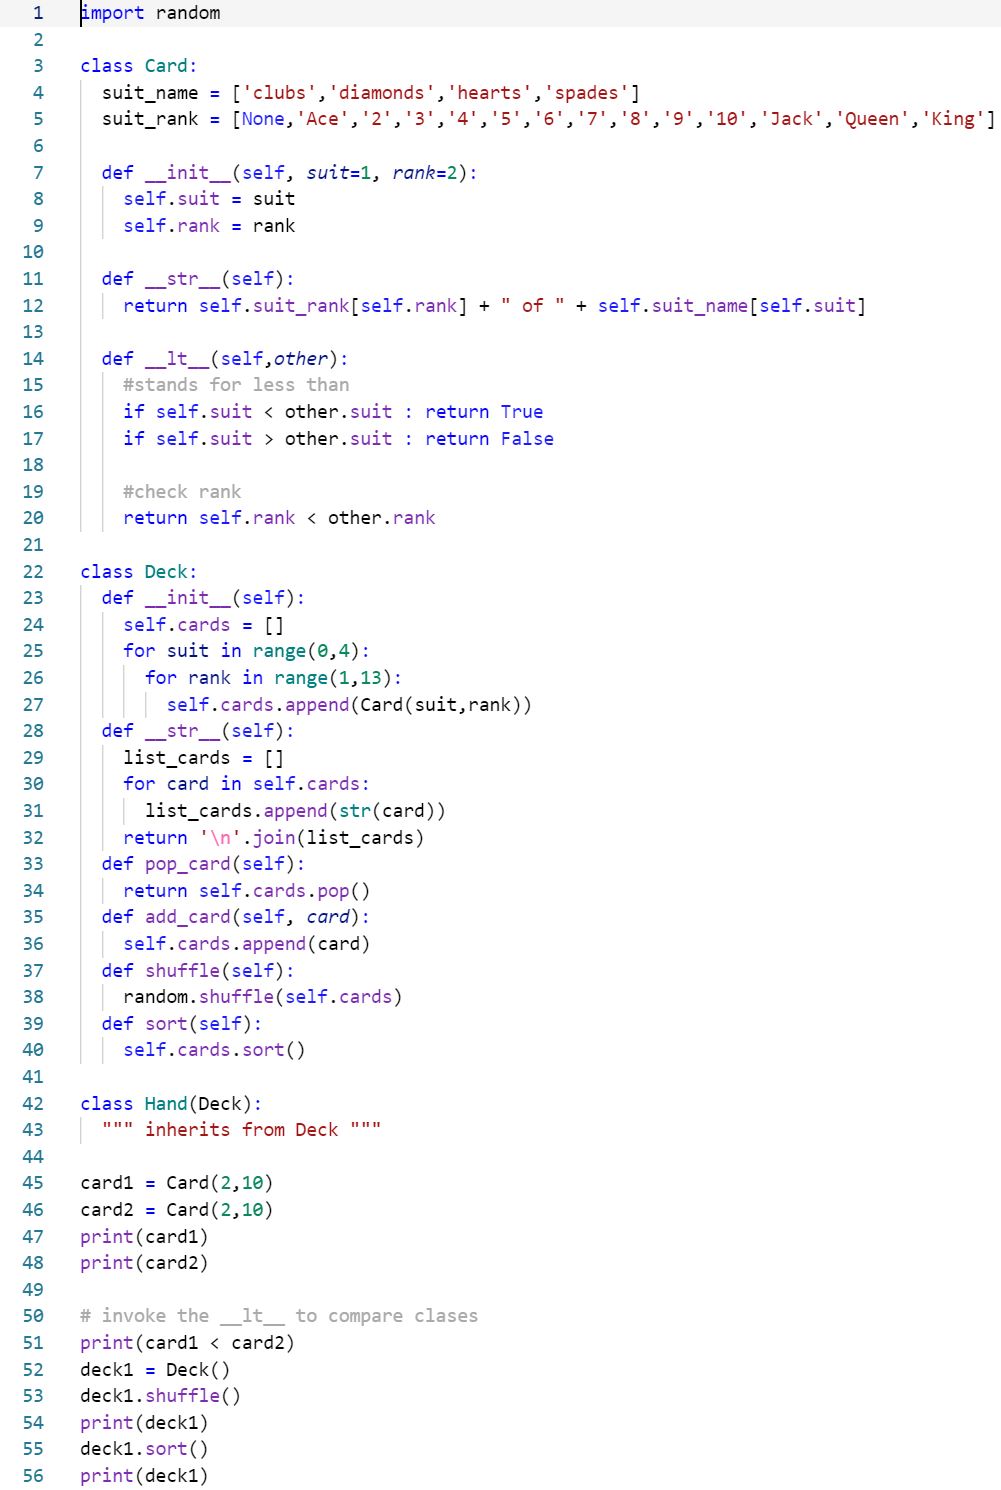 1 import random
2
3 class Card:
4   suit_name = ['clubs','diamonds','hearts','spades']
5   suit_rank = [None,'Ace','2','3','4','5','6','7','8','9','10','Jack','Queen','King']
6
7   def __init__(self, suit=1, rank=2):
8     self.suit = suit
9     self.rank = rank
10
11   def __str__(self):
12     return self.suit_rank[self.rank] + " of " + self.suit_name[self.suit]
13
14   def __lt__(self,other):
15     #stands for less than
16     if self.suit < other.suit : return True
17     if self.suit > other.suit : return False
18
19     #check rank
20     return self.rank < other.rank
21
22 class Deck:
23   def __init__(self):
24     self.cards = []
25     for suit in range(0,4):
26       for rank in range(1,13):
27         self.cards.append(Card(suit,rank))
28   def __str__(self):
29     list_cards = []
30     for card in self.cards:
31       list_cards.append(str(card))
32     return '\n'.join(list_cards)
33   def pop_card(self):
34     return self.cards.pop()
35   def add_card(self, card):
36     self.cards.append(card)
37   def shuffle(self):
38     random.shuffle(self.cards)
39   def sort(self):
40     self.cards.sort()
41
42 class Hand(Deck):
43   """ inherits from Deck """
44
45 card1 = Card(2,10)
46 card2 = Card(2,10)
47 print(card1)
48 print(card2)
49
50 # invoke the __lt__ to compare clases
51 print(card1 < card2)
52 deck1 = Deck()
53 deck1.shuffle()
54 print(deck1)
55 deck1.sort()
56 print(deck1)